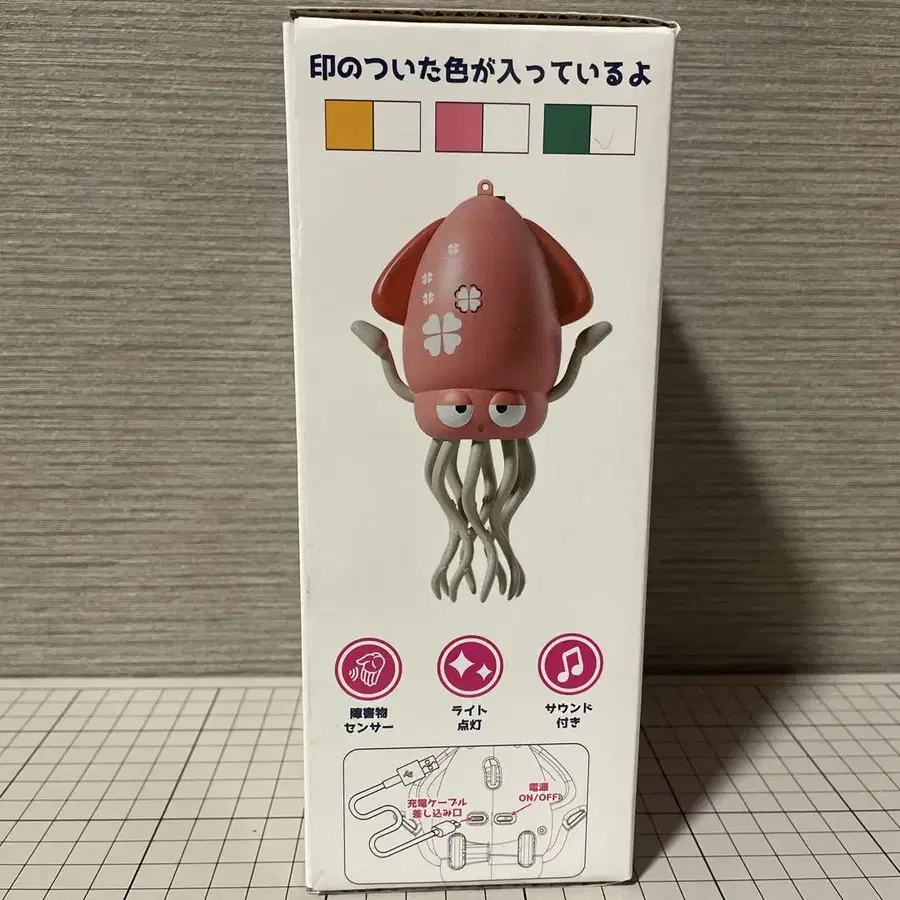 印のついた色が入っているよ
障害物
センサー
ライト
点灯
サウンド
付き
充電ケーブル
差し込み口
電源
ON/OFF